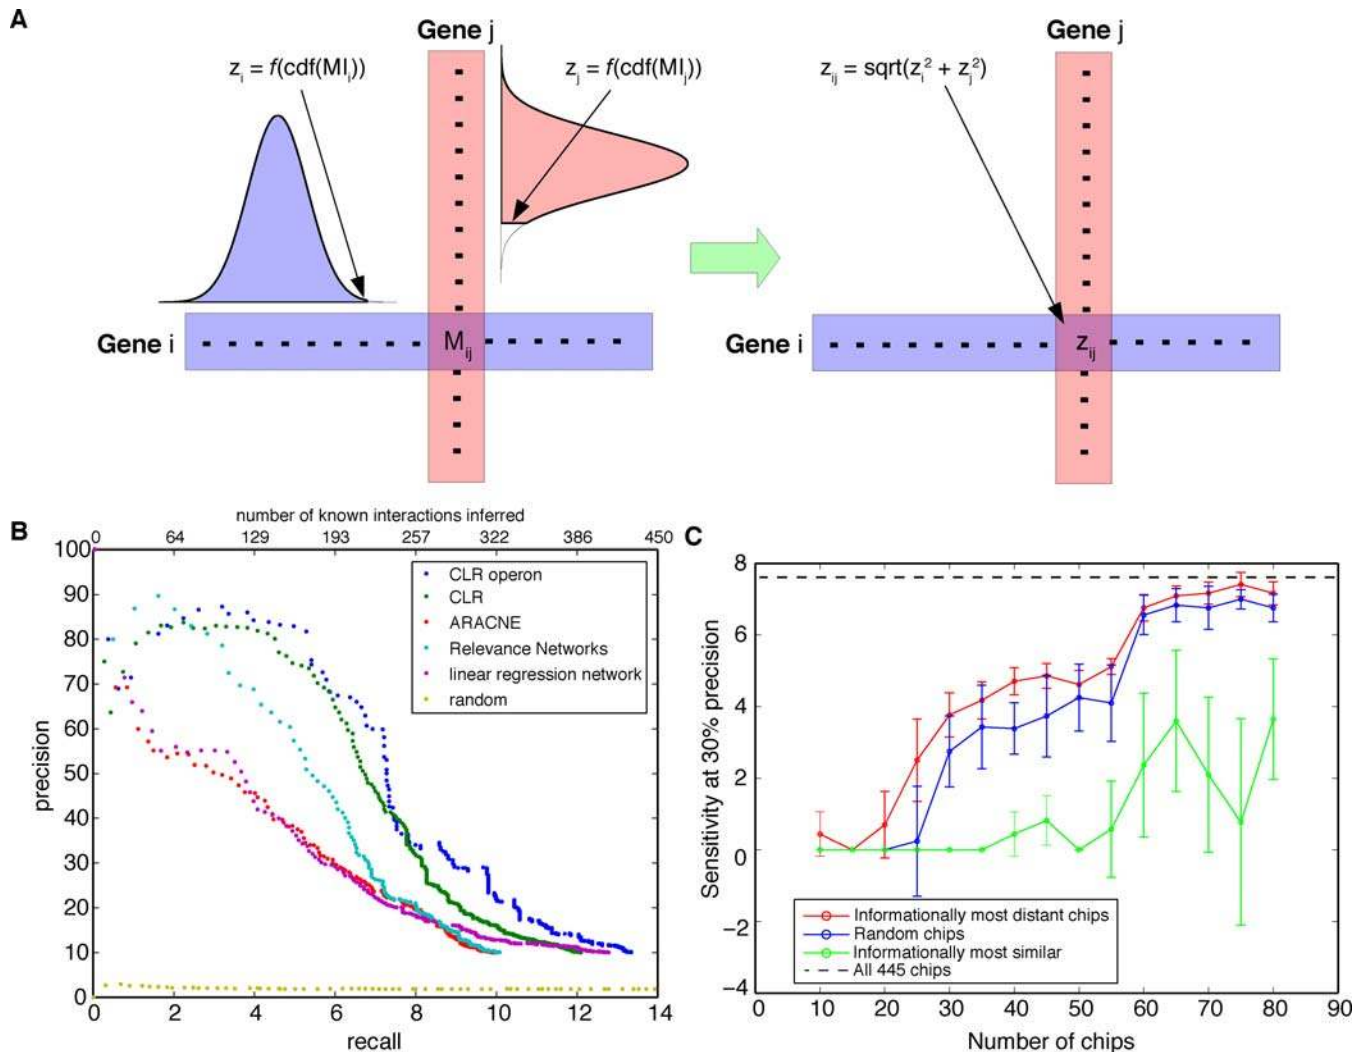 A
Gene j
z_i = f(cdf(MI_i))
z_j = f(cdf(MI_j))
Gene i
M_ij
Gene j
z_ij = sqrt(z_i^2 + z_j^2)
Gene i
z_ij
B
number of known interactions inferred
0 64 129 193 257 322 386 450
100
90
80
70
60
50
40
30
20
10
0
precision
CLR operon
CLR
ARACNE
Relevance Networks
linear regression network
random
0 2 4 6 8 10 12 14
recall
C
8
6
4
2
0
−2
−4
Sensitivity at 30% precision
Informationally most distant chips
Random chips
Informationally most similar
All 445 chips
0 10 20 30 40 50 60 70 80 90
Number of chips